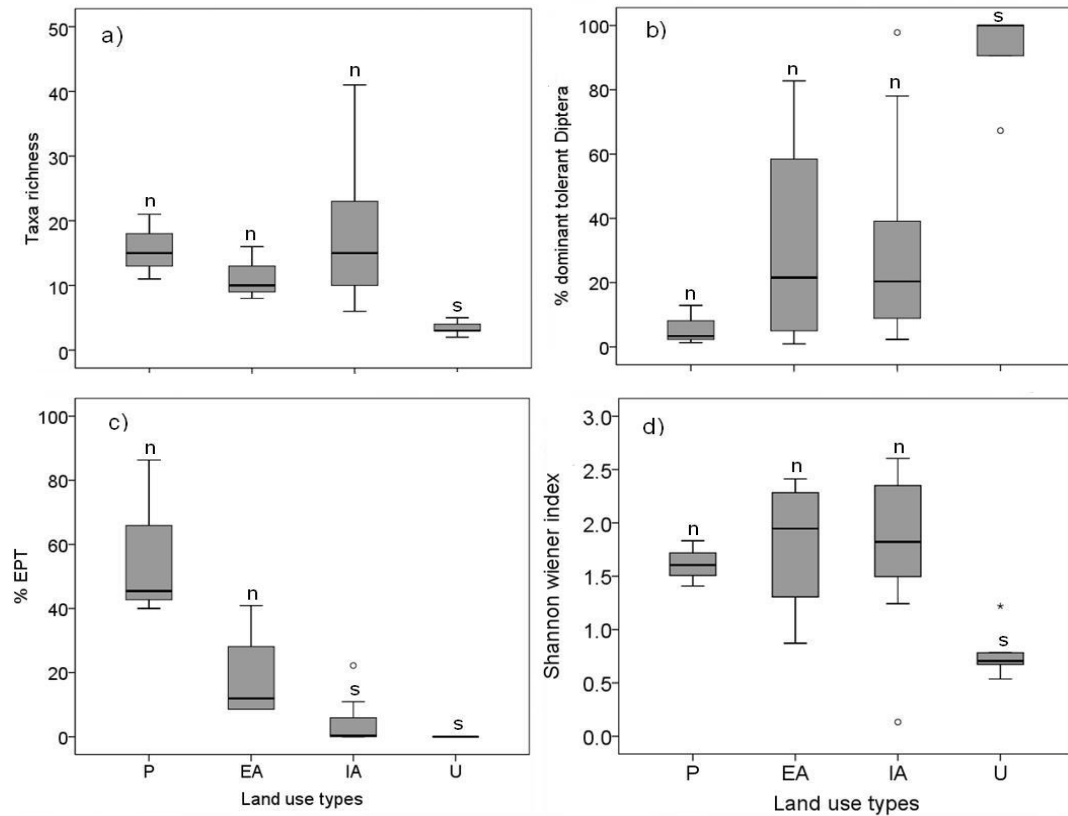 a)
Taxa richness
50
40
30
20
10
0
n
n
n
s
b)
% dominant tolerant Diptera
100
80
60
40
20
0
n
n
n
s
c)
% EPT
100
80
60
40
20
0
n
n
s
s
P EA IA U
Land use types
d)
Shannon wiener index
3.0
2.5
2.0
1.5
1.0
0.5
0.0
n
n
n
s
*
P EA IA U
Land use types